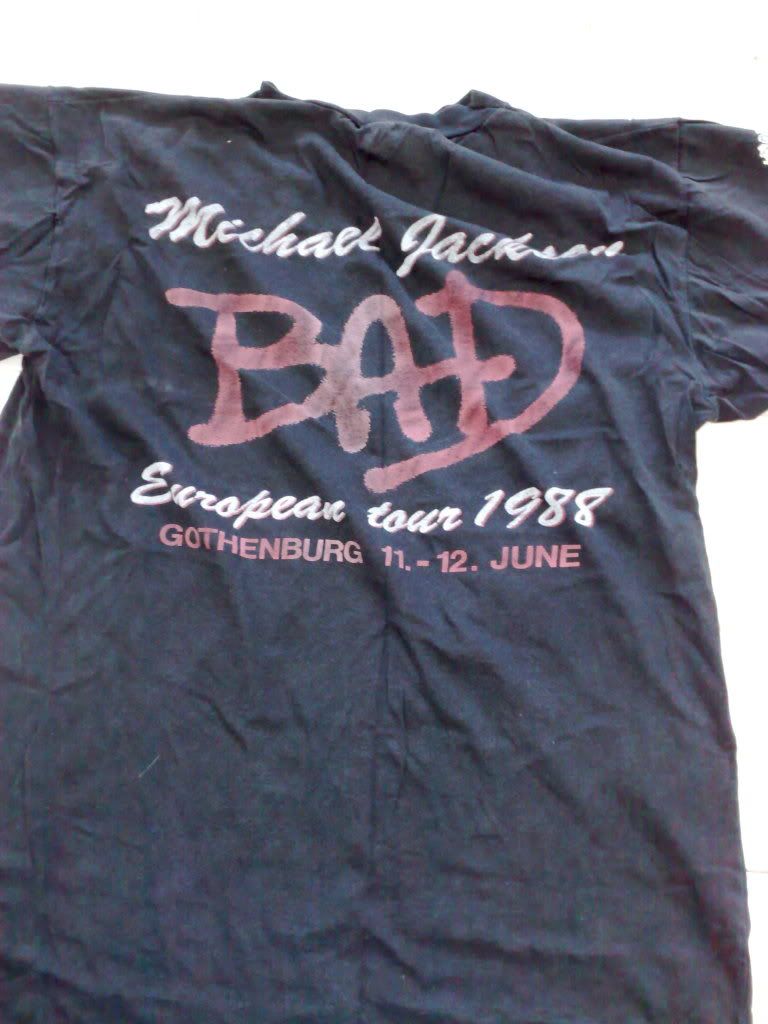 Michael Jackson
BAD
European tour 1988
GOTHENBURG 11.-12. JUNE